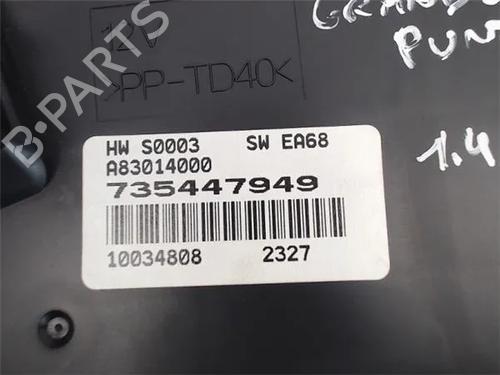 12V
>PP-TD40<
GRANDE
PUN
1.4
HW S0003 SW EA68
A83014000
735447949
10034808 2327
B-PARTS